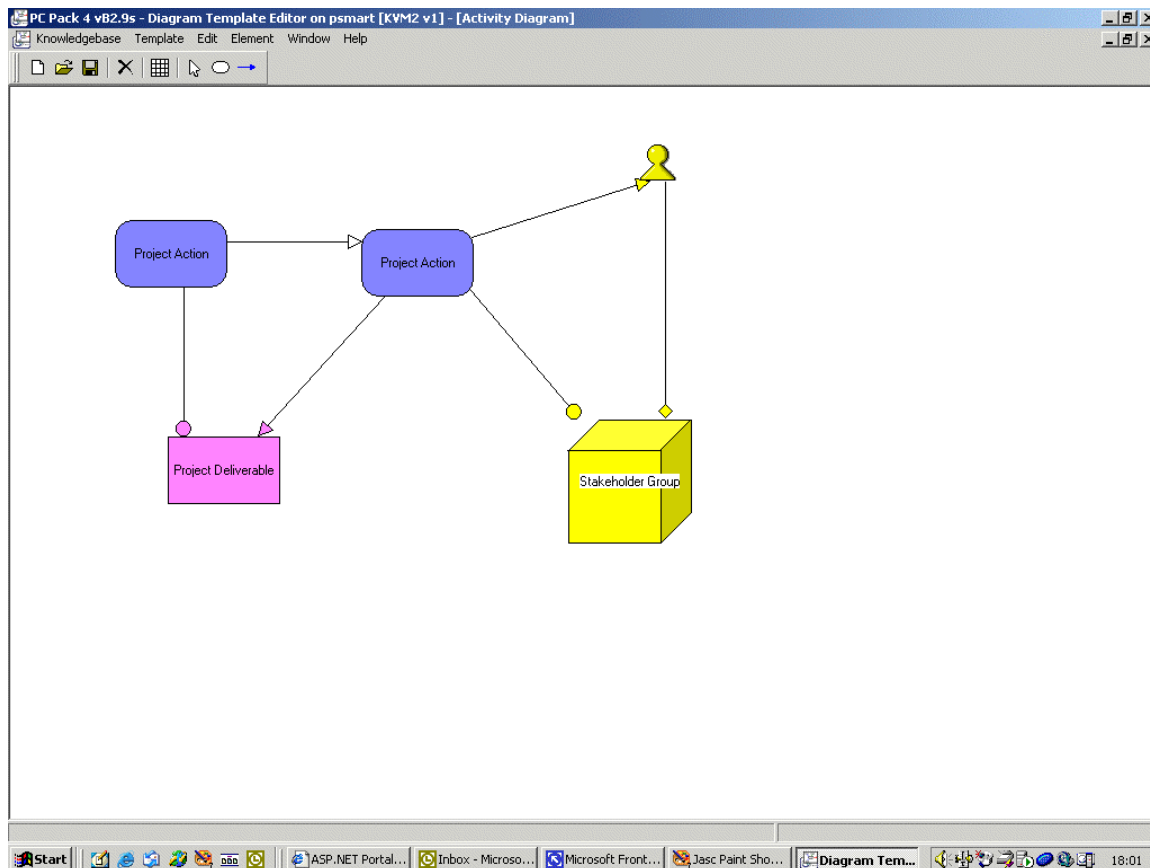 PC Pack 4 vB2.9s - Diagram Template Editor on psmart [KVM2 v1] - [Activity Diagram]
Knowledgebase Template Edit Element Window Help
Project Action
Project Action
Project Deliverable
Stakeholder Group
Start ASP.NET Portal... Inbox - Microso... Microsoft Front... Jasc Paint Sho... Diagram Tem... 18:01